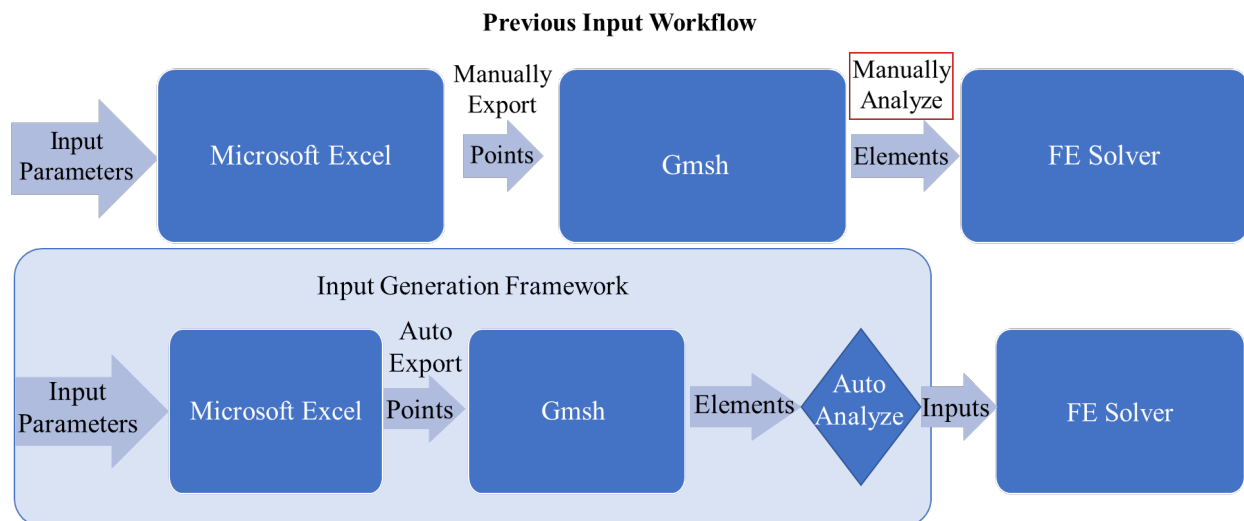 Previous Input Workflow
Input
Parameters
Microsoft Excel
Manually
Export
Points
Gmsh
Manually
Analyze
Elements
FE Solver
Input Generation Framework
Input
Parameters
Microsoft Excel
Auto
Export
Points
Gmsh
Elements
Auto
Analyze
Inputs
FE Solver